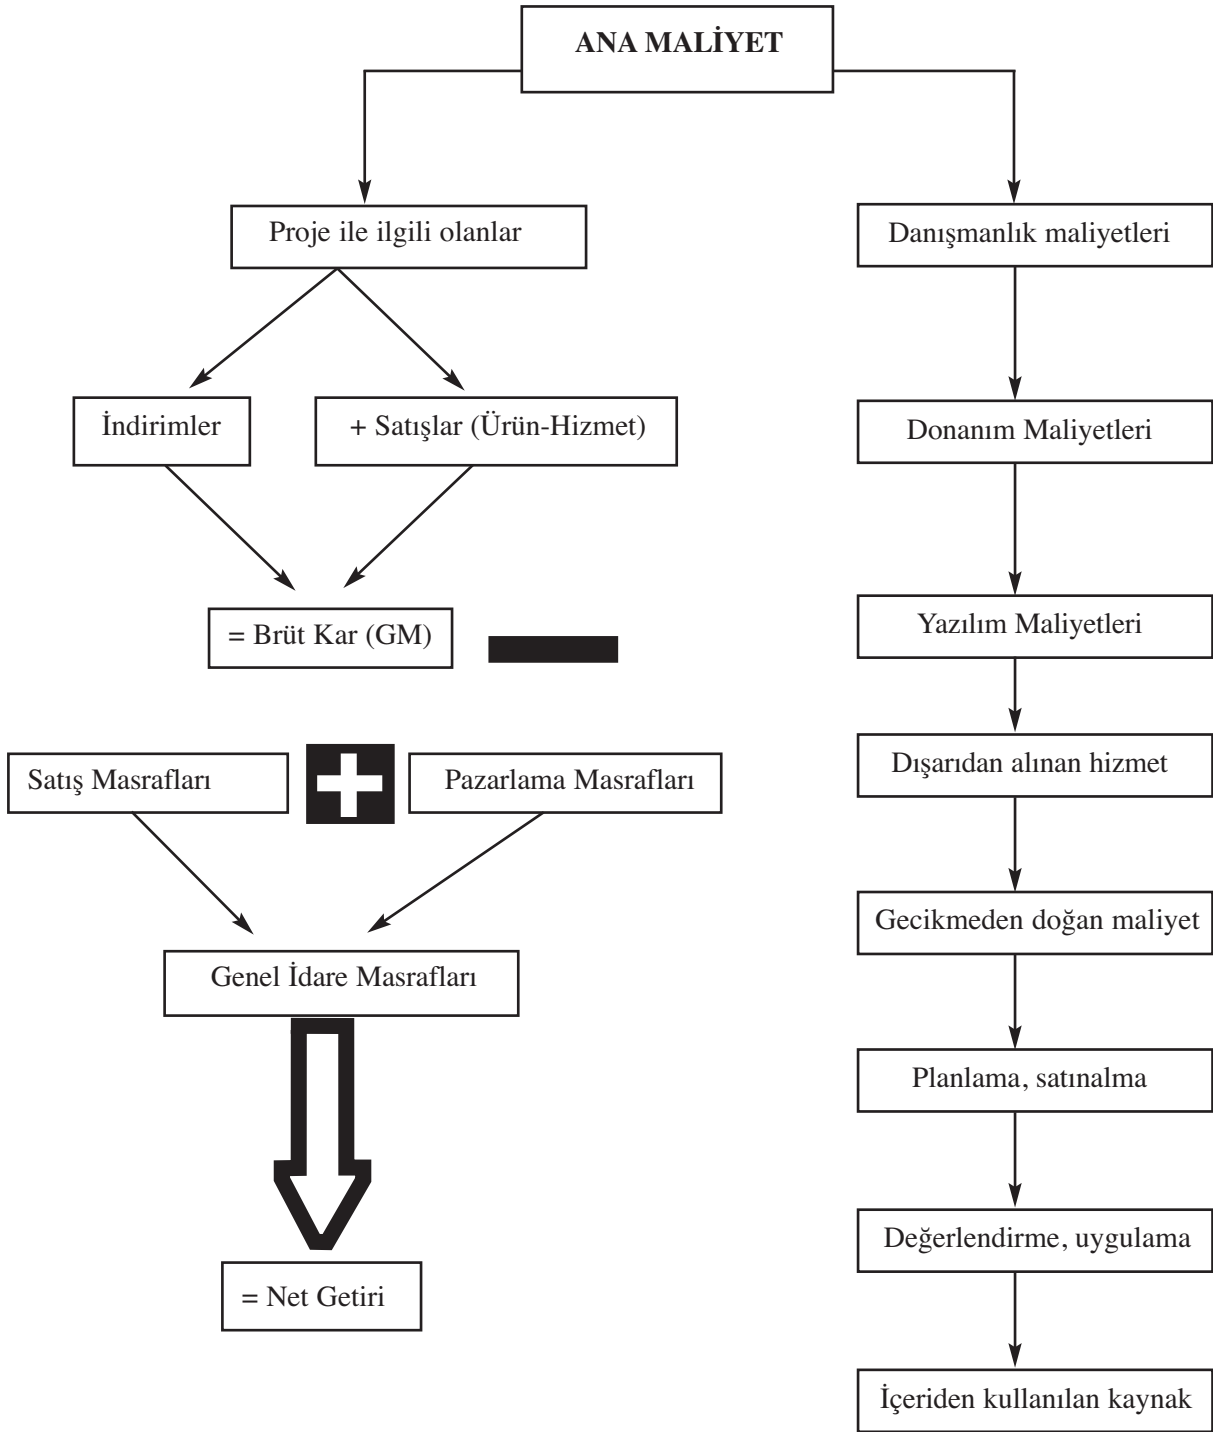 ANA MALİYET
Proje ile ilgili olanlar
İndirimler
+ Satışlar (Ürün-Hizmet)
= Brüt Kar (GM)
Satış Masrafları
Pazarlama Masrafları
Genel İdare Masrafları
= Net Getiri
Danışmanlık maliyetleri
Donanım Maliyetleri
Yazılım Maliyetleri
Dışarıdan alınan hizmet
Gecikmeden doğan maliyet
Planlama, satınalma
Değerlendirme, uygulama
İçeriden kullanılan kaynak